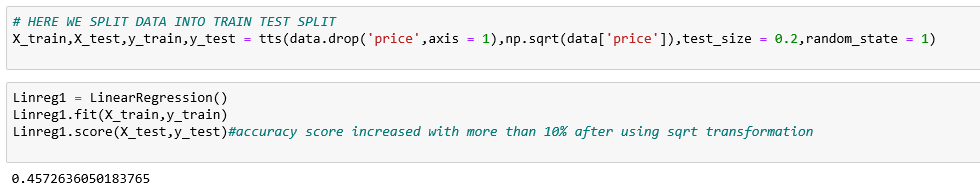 # HERE WE SPLIT DATA INTO TRAIN TEST SPLIT
X_train,X_test,y_train,y_test = tts(data.drop('price',axis = 1),np.sqrt(data['price']),test_size = 0.2,random_state = 1)
Linreg1 = LinearRegression()
Linreg1.fit(X_train,y_train)
Linreg1.score(X_test,y_test)#accuracy score increased with more than 10% after using sqrt transformation
0.4572636050183765